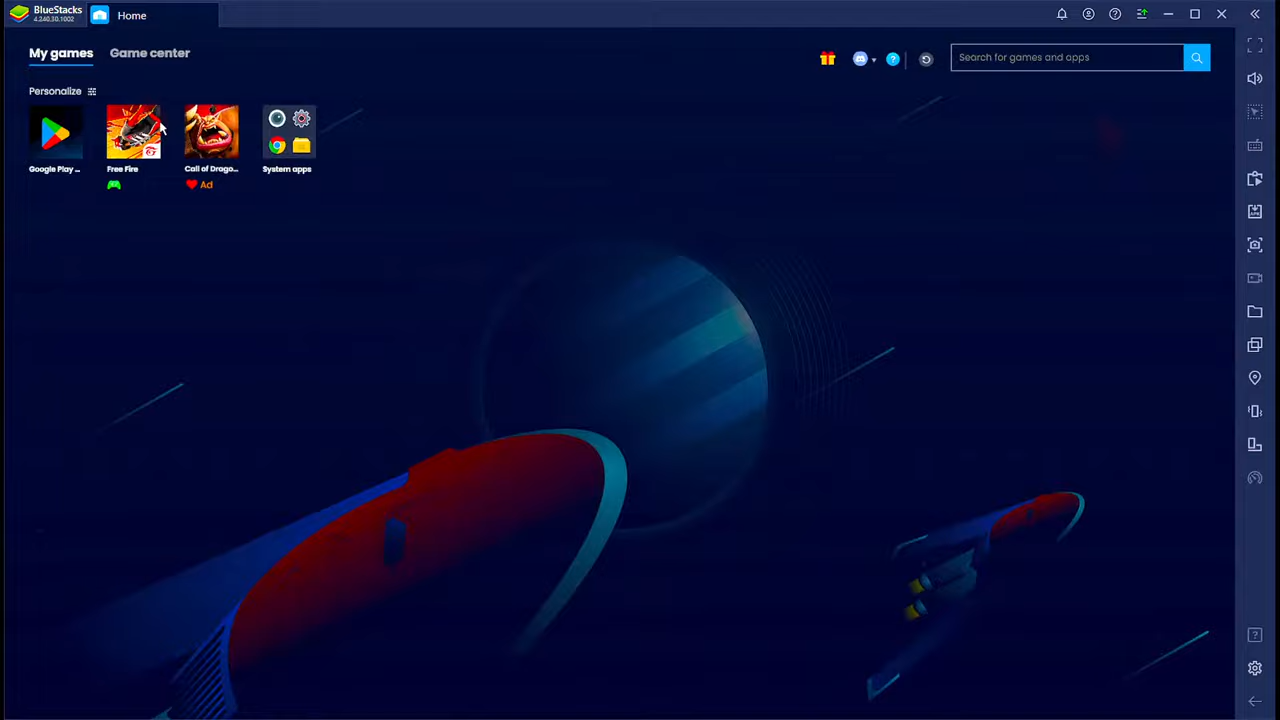 BlueStacks
4.240.30.1002
Home
My games
Game center
Search for games and apps
Personalize
Google Play ...
Free Fire
Call of Drago...
System apps
Ad